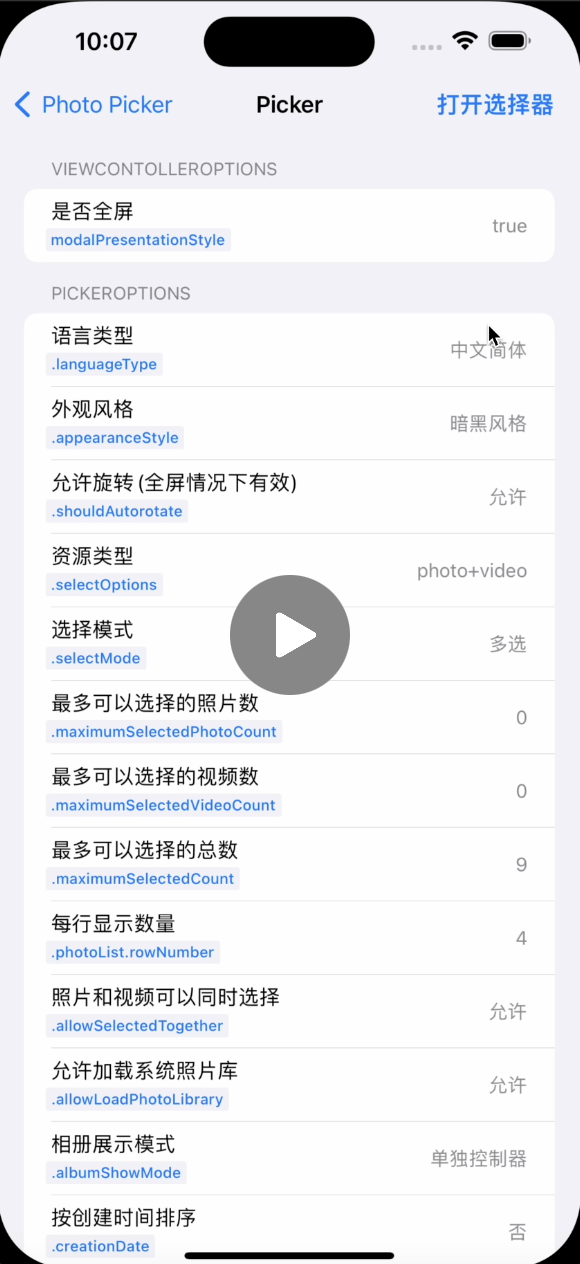 10:07
Photo Picker
Picker
打开选择器
VIEWCONTOLLEROPTIONS
是否全屏
modalPresentationStyle
true
PICKEROPTIONS
语言类型
.languageType
中文简体
外观风格
.appearanceStyle
暗黑风格
允许旋转(全屏情况下有效)
.shouldAutorotate
允许
资源类型
.selectOptions
photo+video
选择模式
.selectMode
多选
最多可以选择的照片数
.maximumSelectedPhotoCount
0
最多可以选择的视频数
.maximumSelectedVideoCount
0
最多可以选择的总数
.maximumSelectedCount
9
每行显示数量
.photoList.rowNumber
4
照片和视频可以同时选择
.allowSelectedTogether
允许
允许加载系统照片库
.allowLoadPhotoLibrary
允许
相册展示模式
.albumShowMode
单独控制器
按创建时间排序
.creationDate
否